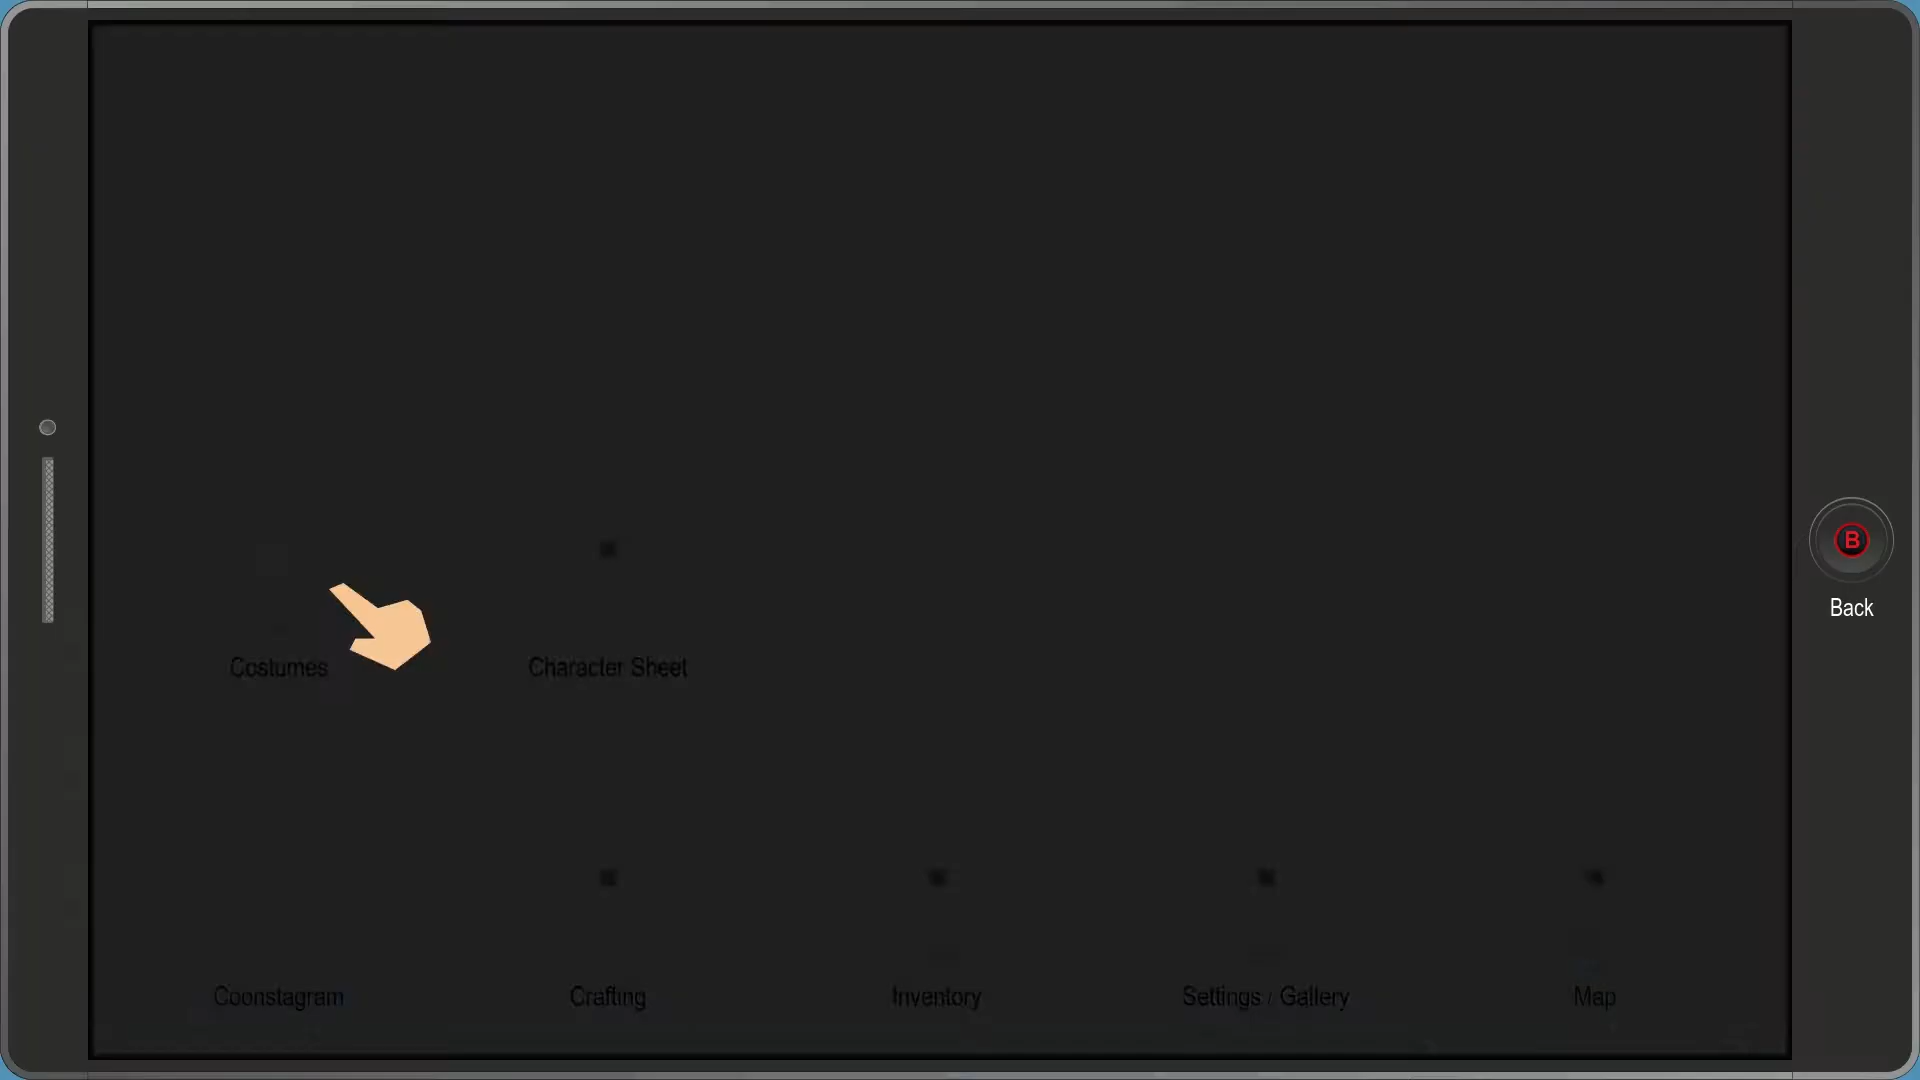 B
Back
Costumes
Character Sheet
Coonstagram
Crafting
Inventory
Settings / Gallery
Map